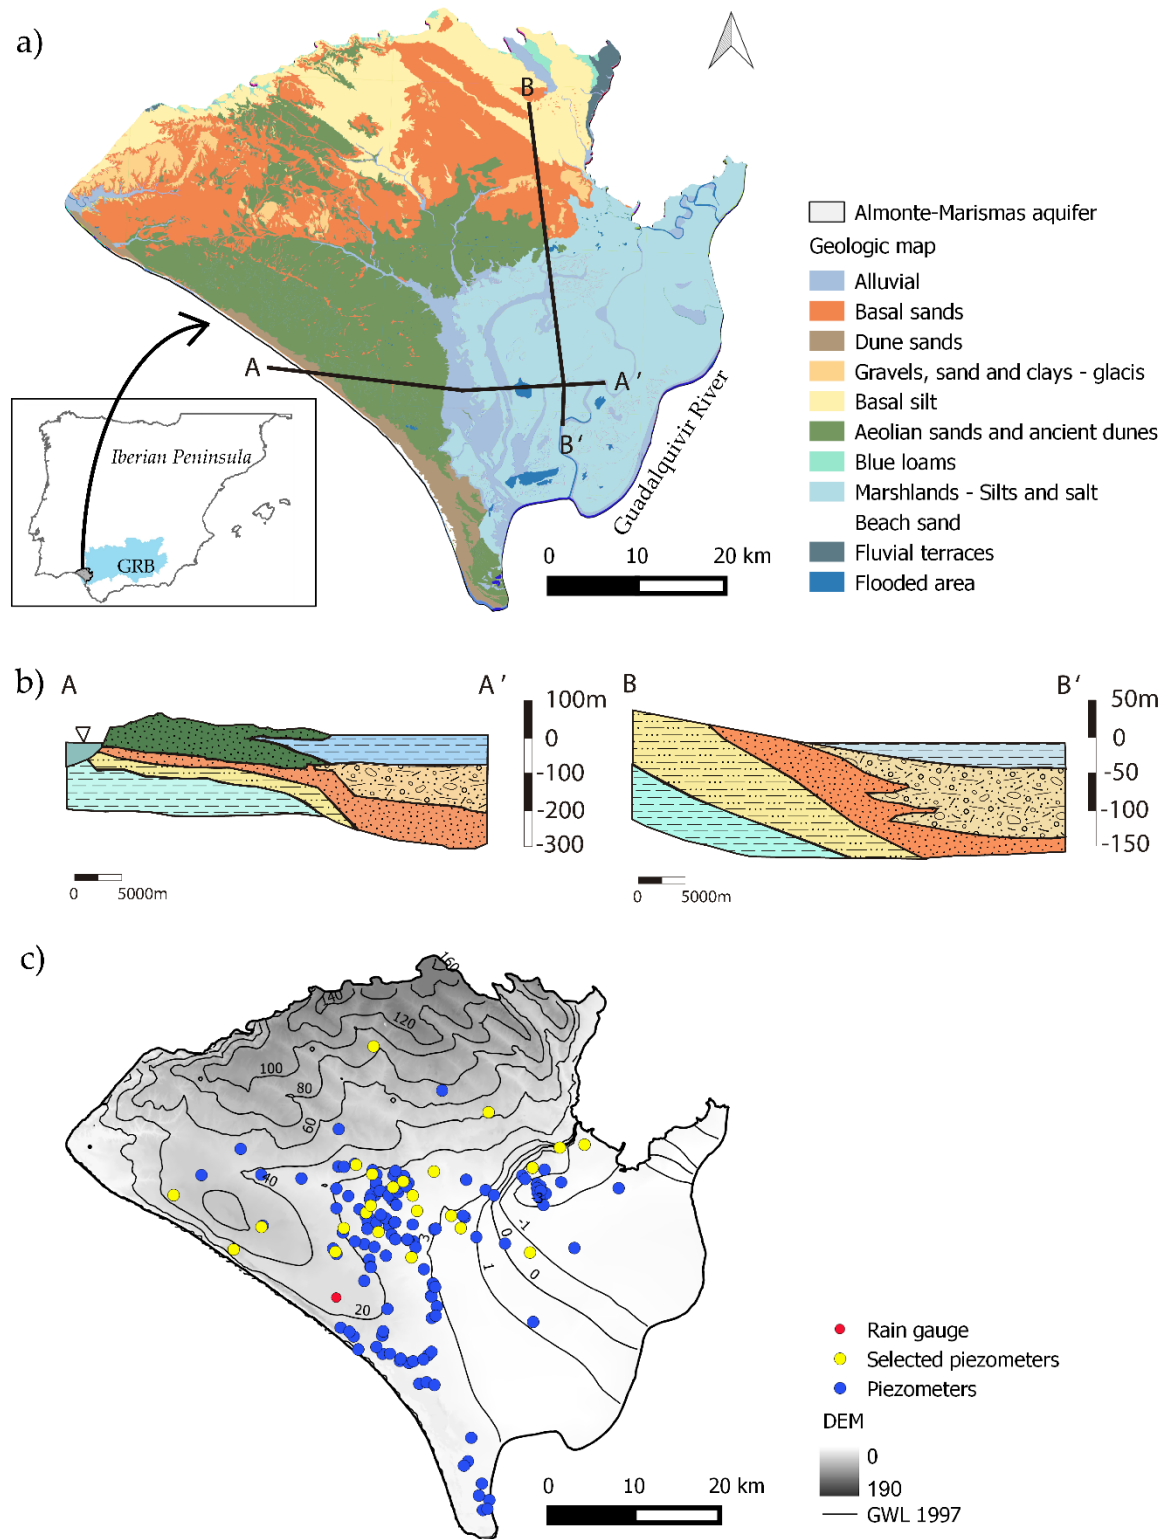 a)
B
Almonte-Marismas aquifer
Geologic map
Alluvial
Basal sands
Dune sands
Gravels, sand and clays - glacis
Basal silt
Aeolian sands and ancient dunes
Blue loams
Marshlands - Silts and salt
Beach sand
Fluvial terraces
Flooded area
A
A'
B'
Guadalquivir River
Iberian Peninsula
GRB
0 10 20 km
b)
A
A'
100m
0
-100
-200
-300
0 5000m
B
B'
50m
0
-50
-100
-150
0 5000m
c)
160
40
120
100
80
60
40
20
3
-3
-1
0
1
0
Rain gauge
Selected piezometers
Piezometers
DEM
0
190
GWL 1997
0 10 20 km